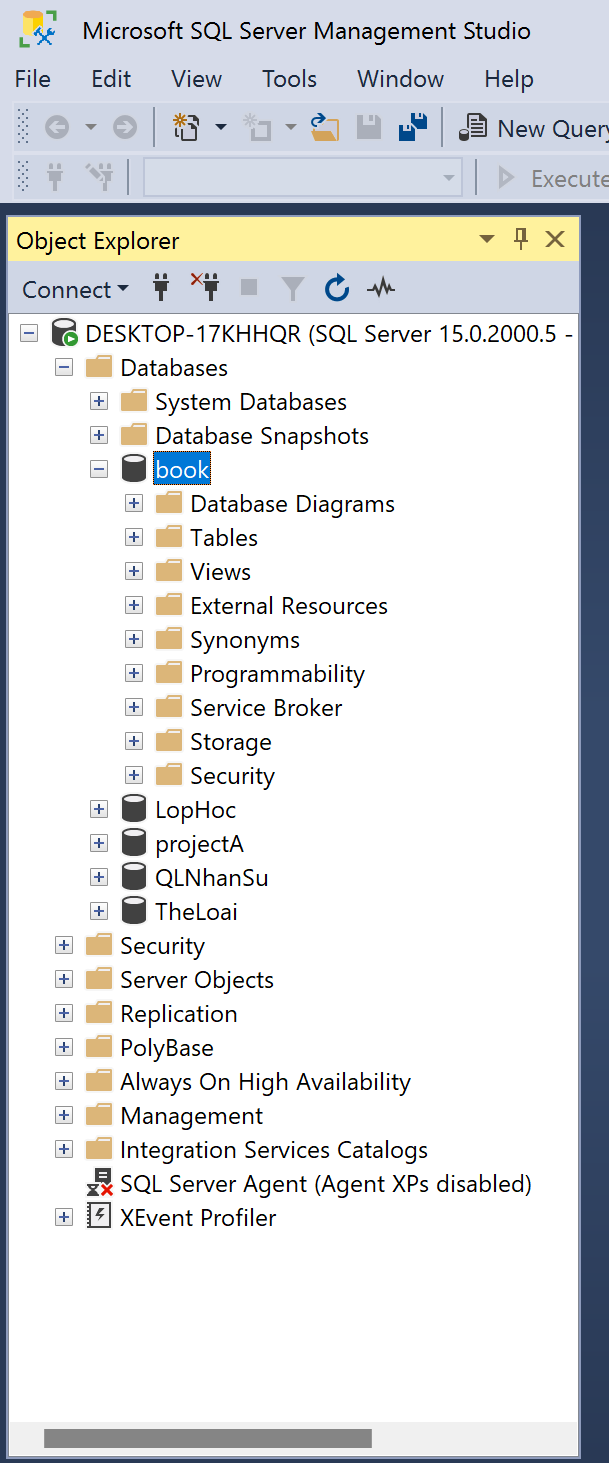 Microsoft SQL Server Management Studio
File Edit View Tools Window Help
New Query
Execute
Object Explorer
Connect
DESKTOP-17KHHQR (SQL Server 15.0.2000.5 -
Databases
System Databases
Database Snapshots
book
Database Diagrams
Tables
Views
External Resources
Synonyms
Programmability
Service Broker
Storage
Security
LopHoc
projectA
QLNhanSu
TheLoai
Security
Server Objects
Replication
PolyBase
Always On High Availability
Management
Integration Services Catalogs
SQL Server Agent (Agent XPs disabled)
XEvent Profiler